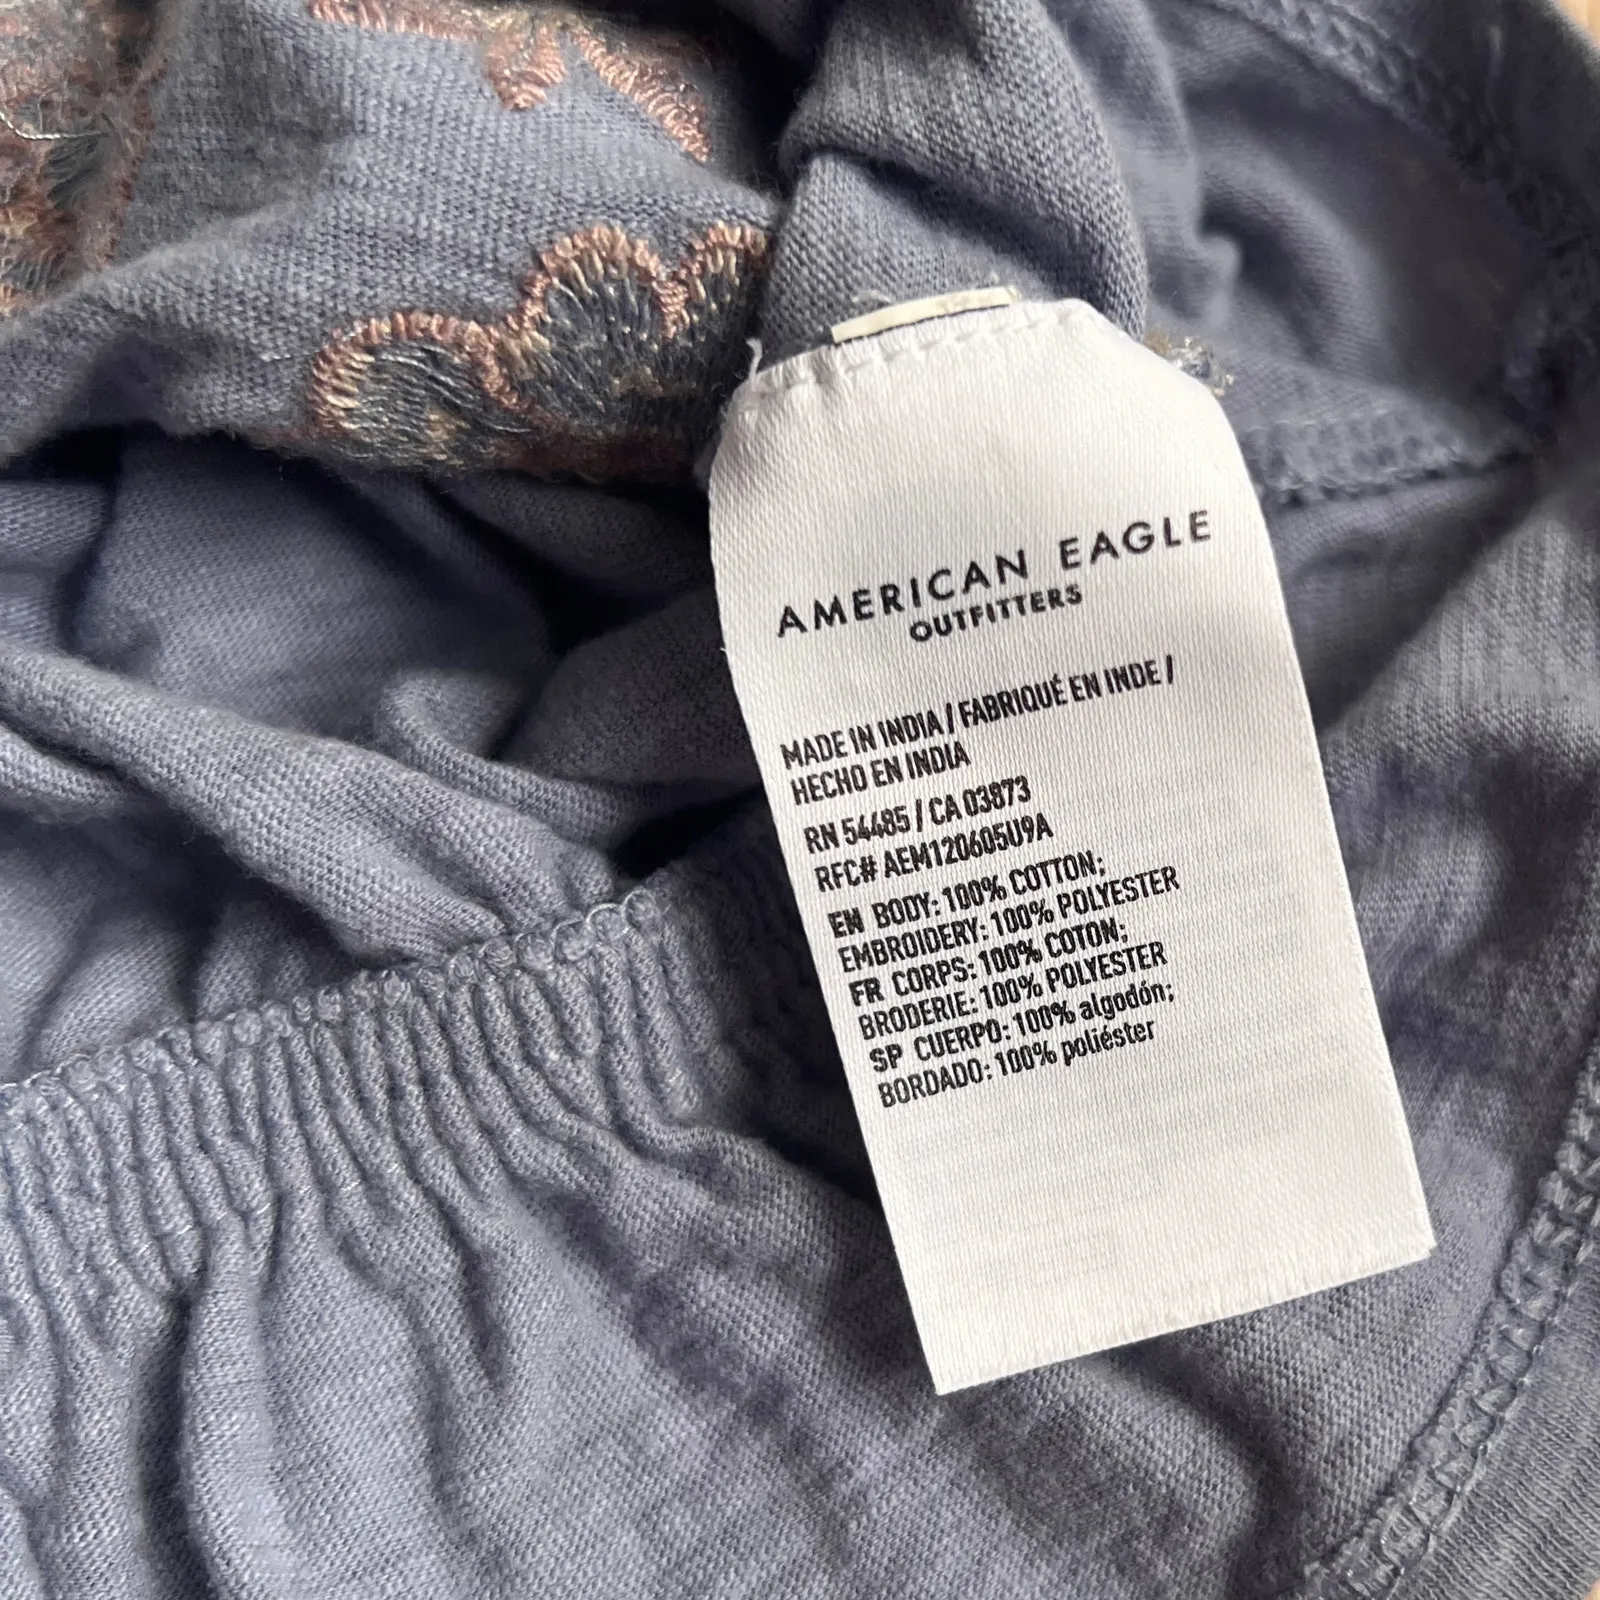 AMERICAN EAGLE
OUTFITTERS
MADE IN INDIA / FABRIQUÉ EN INDE /
HECHO EN INDIA
RN 54485 / CA 03873
RFC# AEM120605U9A
EN BODY: 100% COTTON;
EMBROIDERY: 100% POLYESTER
FR CORPS: 100% COTON;
BRODERIE: 100% POLYESTER
SP CUERPO: 100% algodón;
BORDADO: 100% poliéster